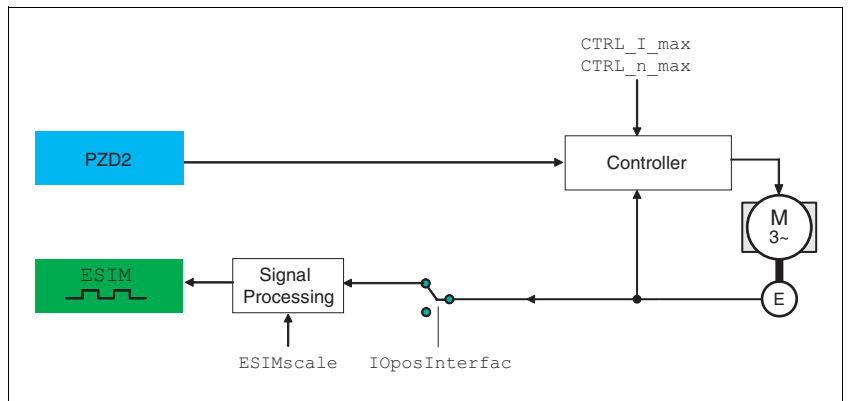 CTRL_I_max
CTRL_n_max
PZD2
Controller
M
3~
ESIM
Signal
Processing
E
ESIMscale
IOposInterfac